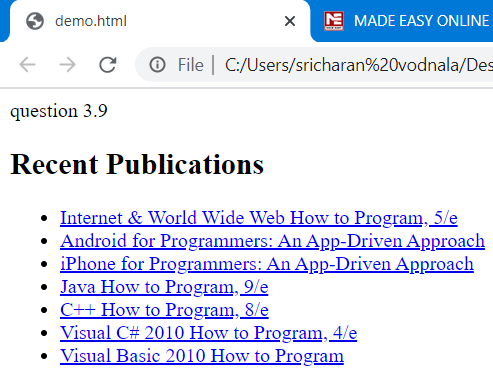 demo.html
MADE EASY ONLINE
File | C:/Users/sricharan%20vodnala/Des
question 3.9
Recent Publications
Internet & World Wide Web How to Program, 5/e
Android for Programmers: An App-Driven Approach
iPhone for Programmers: An App-Driven Approach
Java How to Program, 9/e
C++ How to Program, 8/e
Visual C# 2010 How to Program, 4/e
Visual Basic 2010 How to Program